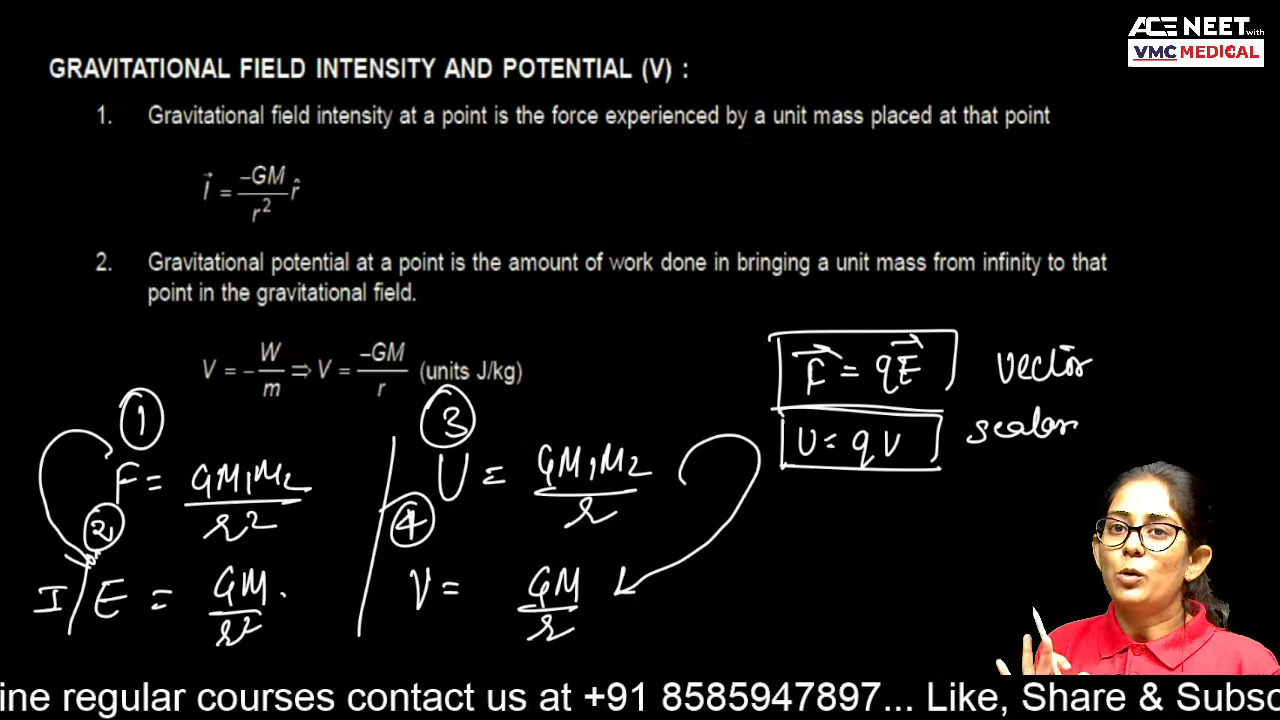 ACE NEET with
VMC MEDICAL
GRAVITATIONAL FIELD INTENSITY AND POTENTIAL (V) :
1. Gravitational field intensity at a point is the force experienced by a unit mass placed at that point
I⃗ = −GM/r² r̂
2. Gravitational potential at a point is the amount of work done in bringing a unit mass from infinity to that
point in the gravitational field.
V = − W/m ⇒ V = −GM/r (units J/kg)
F⃗ = qE⃗ vector
U = qV scalar
① F = GM₁M₂/r²
② I/E = GM/r²
③ U = GM₁M₂/r
④ V = GM/r
ine regular courses contact us at +91 8585947897... Like, Share & Subsc